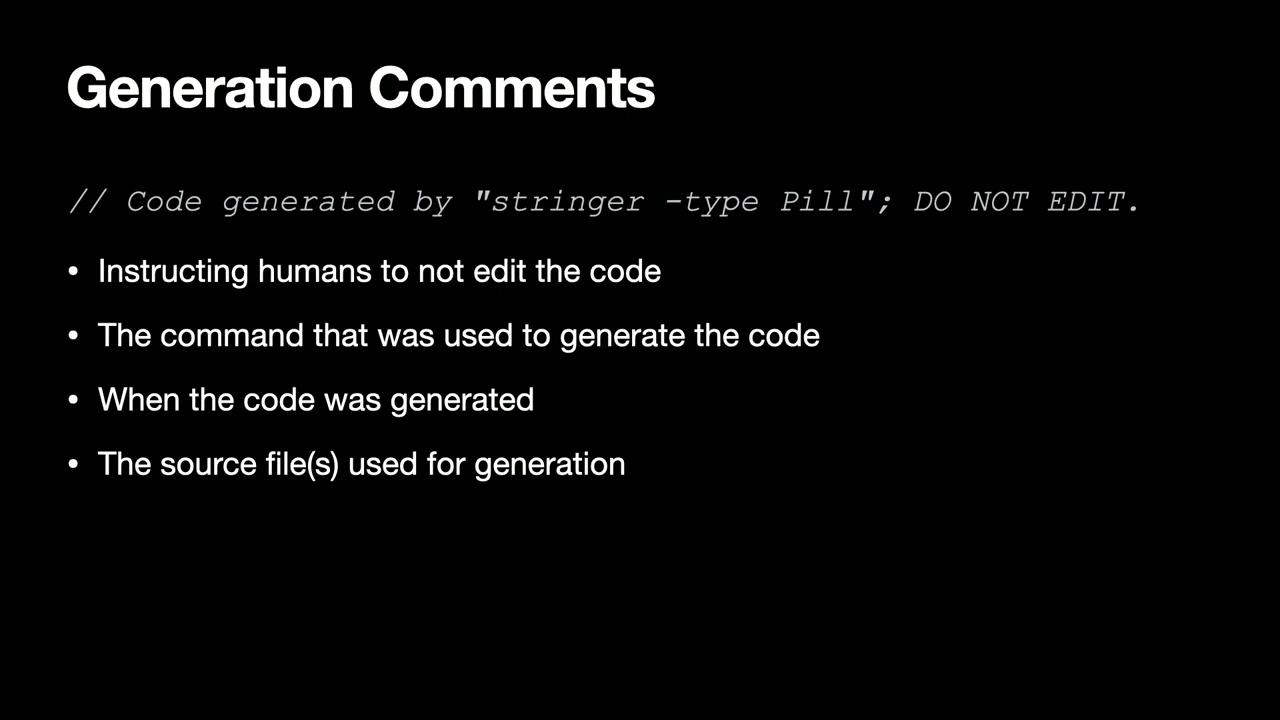 Generation Comments
// Code generated by "stringer -type Pill"; DO NOT EDIT.
• Instructing humans to not edit the code
• The command that was used to generate the code
• When the code was generated
• The source file(s) used for generation